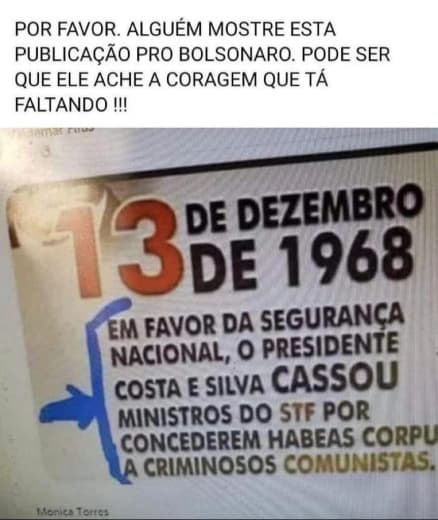 POR FAVOR. ALGUÉM MOSTRE ESTA
PUBLICAÇÃO PRO BOLSONARO. PODE SER
QUE ELE ACHE A CORAGEM QUE TÁ
FALTANDO !!!
13 DE DEZEMBRO
DE 1968
EM FAVOR DA SEGURANÇA
NACIONAL, O PRESIDENTE
COSTA E SILVA CASSOU
MINISTROS DO STF POR
CONCEDEREM HABEAS CORPU
A CRIMINOSOS COMUNISTAS.
Monica Torres